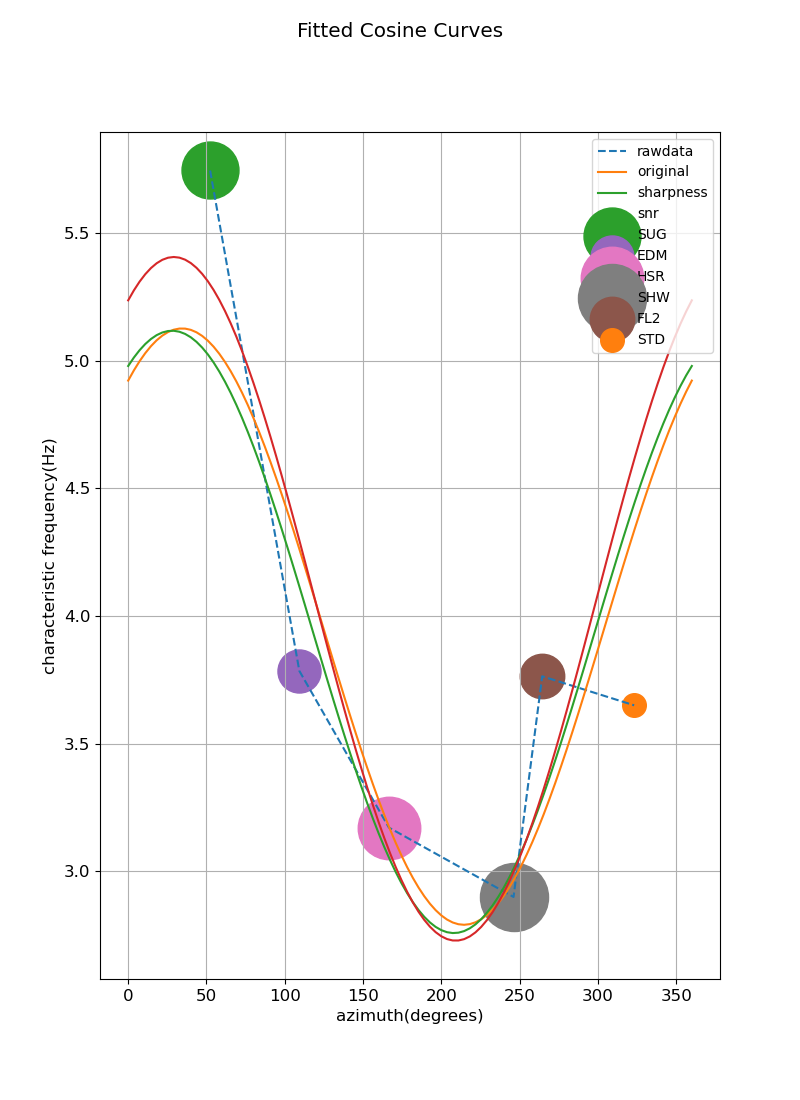 Fitted Cosine Curves
rawdata
original
sharpness
snr
SUG
EDM
HSR
SHW
FL2
STD
characteristic frequency(Hz)
5.5
5.0
4.5
4.0
3.5
3.0
0 50 100 150 200 250 300 350
azimuth(degrees)